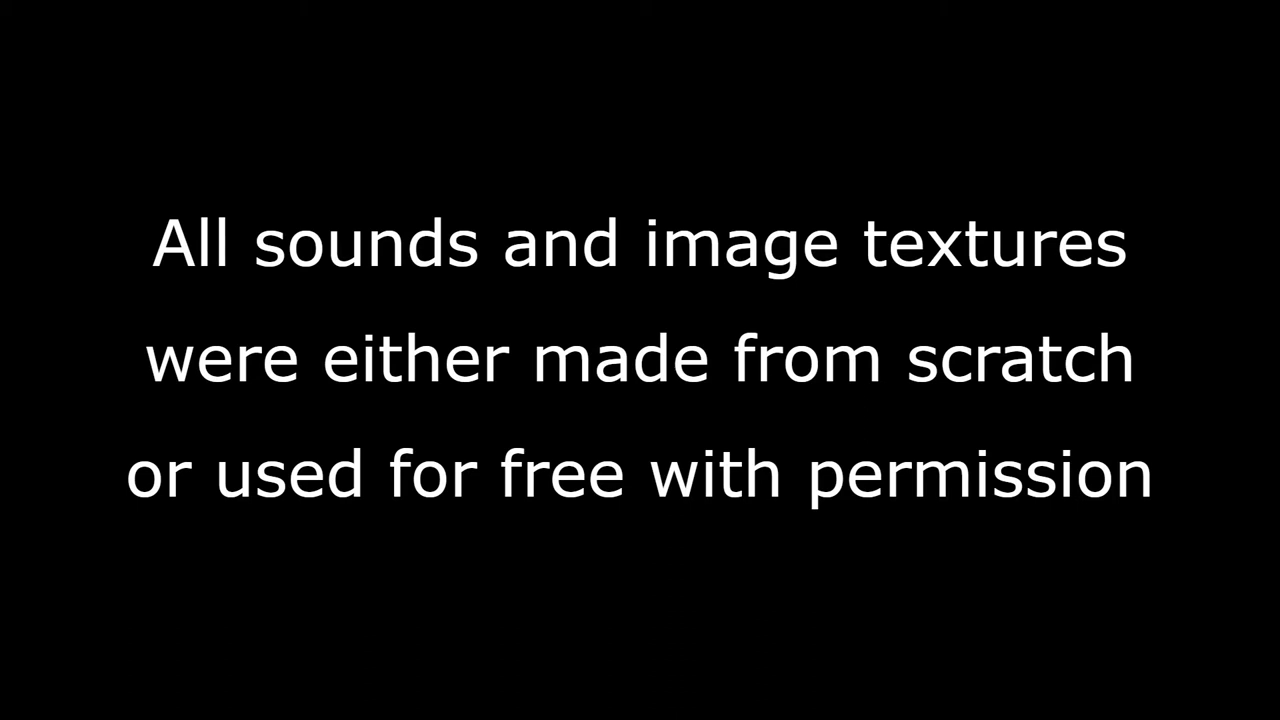 All sounds and image textures
were either made from scratch
or used for free with permission